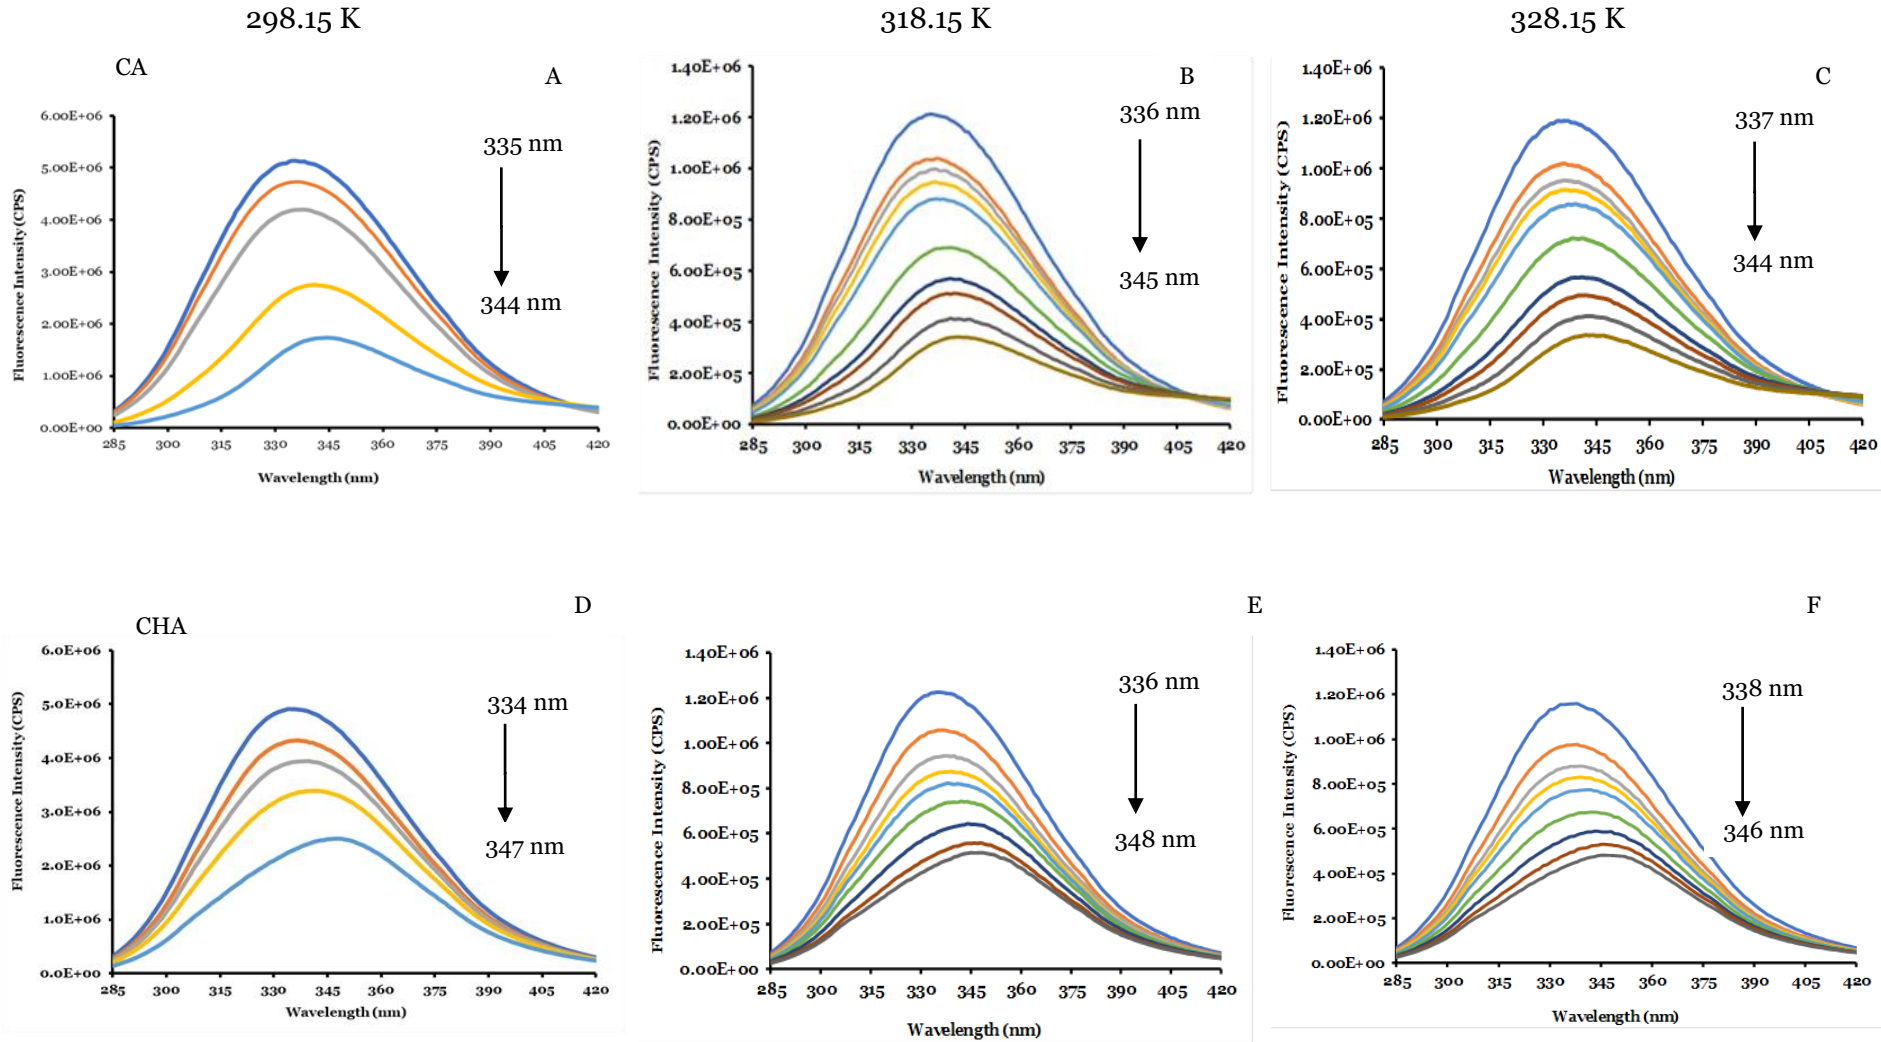 298.15 K
318.15 K
328.15 K
CA
A
Fluorescence Intensity (CPS)
6.00E+06
5.00E+06
4.00E+06
3.00E+06
2.00E+06
1.00E+06
0.00E+00
335 nm
344 nm
285 300 315 330 345 360 375 390 405 420
Wavelength (nm)
B
Fluorescence Intensity (CPS)
1.40E+06
1.20E+06
1.00E+06
8.00E+05
6.00E+05
4.00E+05
2.00E+05
0.00E+00
336 nm
345 nm
285 300 315 330 345 360 375 390 405 420
Wavelength (nm)
C
Fluorescence Intensity (CPS)
1.40E+06
1.20E+06
1.00E+06
8.00E+05
6.00E+05
4.00E+05
2.00E+05
0.00E+00
337 nm
344 nm
285 300 315 330 345 360 375 390 405 420
Wavelength (nm)
CHA
D
Fluorescence Intensity (CPS)
6.0E+06
5.0E+06
4.0E+06
3.0E+06
2.0E+06
1.0E+06
0.0E+00
334 nm
347 nm
285 300 315 330 345 360 375 390 405 420
Wavelength (nm)
E
Fluorescence Intensity (CPS)
1.40E+06
1.20E+06
1.00E+06
8.00E+05
6.00E+05
4.00E+05
2.00E+05
0.00E+00
336 nm
348 nm
285 300 315 330 345 360 375 390 405 420
Wavelength (nm)
F
Fluorescence Intensity (CPS)
1.40E+06
1.20E+06
1.00E+06
8.00E+05
6.00E+05
4.00E+05
2.00E+05
0.00E+00
338 nm
346 nm
285 300 315 330 345 360 375 390 405 420
Wavelength (nm)